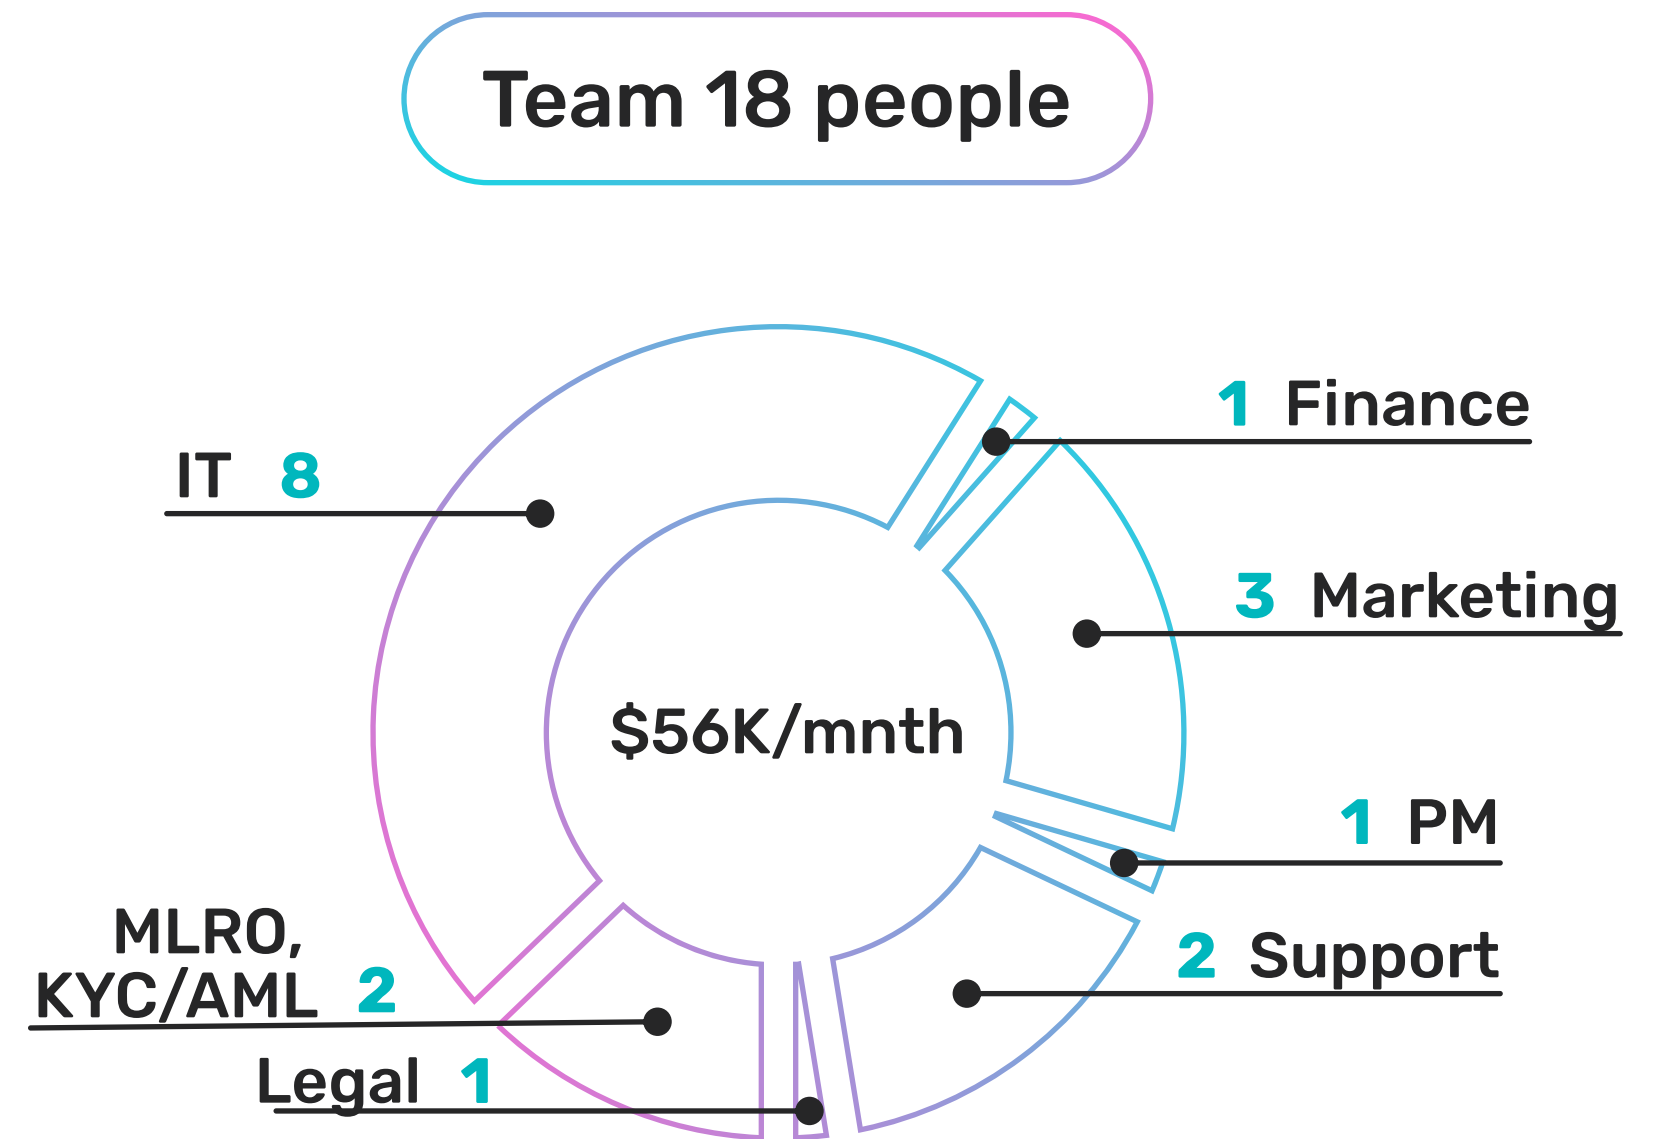 Team 18 people
1 Finance
IT 8
3 Marketing
$56K/mnth
1 PM
MLRO,
KYC/AML 2
2 Support
Legal 1